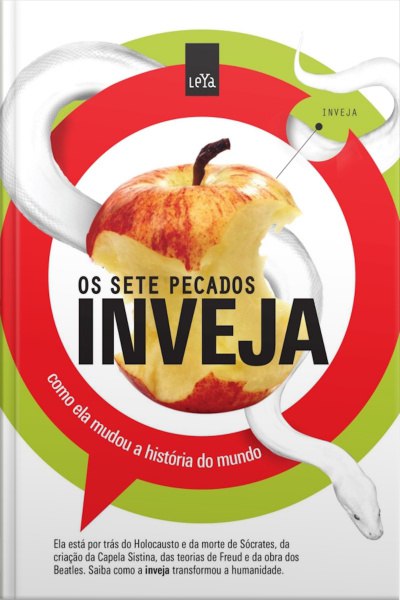 LeYa
INVEJA
OS SETE PECADOS
INVEJA
como ela mudou a história do mundo
Ela está por trás do Holocausto e da morte de Sócrates, da
criação da Capela Sistina, das teorias de Freud e da obra dos
Beatles. Saiba como a inveja transformou a humanidade.